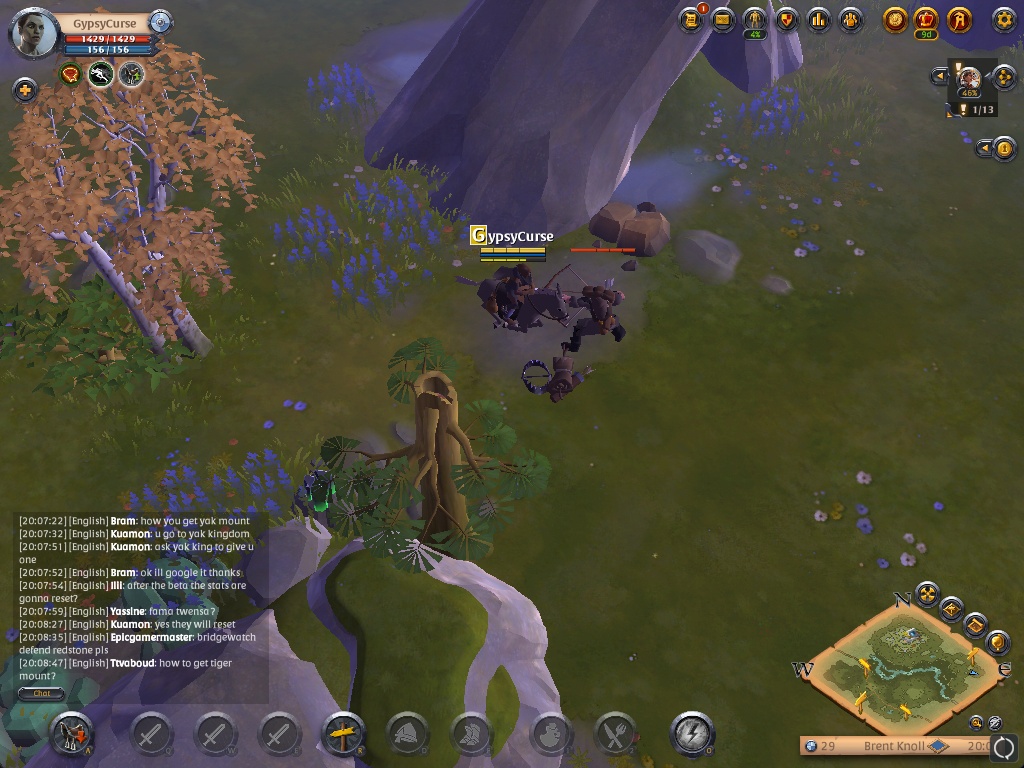 GypsyCurse
1429 / 1429
156 / 156
1
4%
9d
46%
1/13
GypsyCurse
[20:07:22] [English] Bram: how you get yak mount
[20:07:32] [English] Kuamon: u go to yak kingdom
[20:07:51] [English] Kuamon: ask yak king to give u
one
[20:07:52] [English] Bram: ok ill google it thanks
[20:07:54] [English] Illi: after the beta the stats are
gonna reset?
[20:07:59] [English] Yassine: fama twensa ?
[20:08:27] [English] Kuamon: yes they will reset
[20:08:35] [English] Epicgamermaster: bridgewatch
defend redstone pls
[20:08:47] [English] Ttvaboud: how to get tiger
mount?
Chat
N
W
E
A
R
29
Brent Knoll
20:0